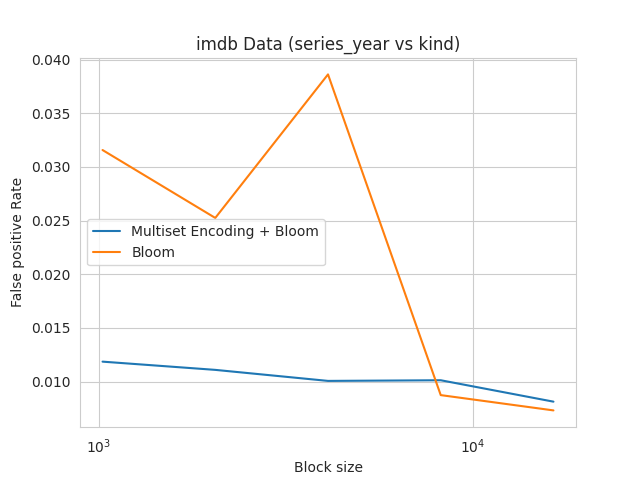 imdb Data (series_year vs kind)
False positive Rate
0.040
0.035
0.030
0.025
0.020
0.015
0.010
Multiset Encoding + Bloom
Bloom
10³
10⁴
Block size